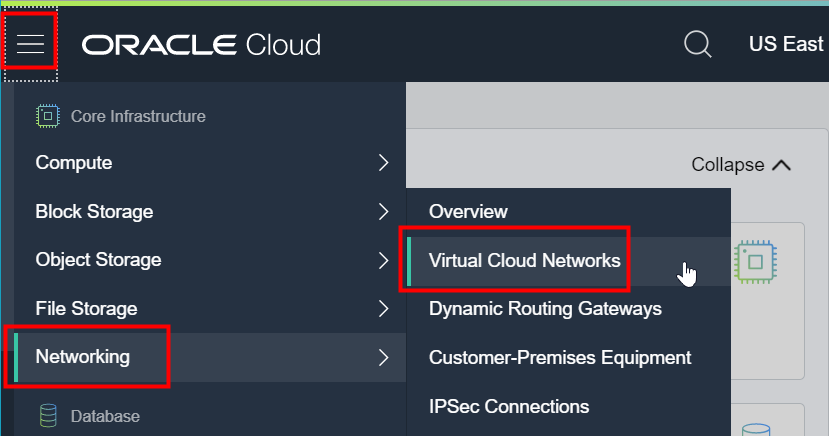 ORACLE Cloud
US East
Core Infrastructure
Compute
Collapse
Block Storage
Overview
Object Storage
Virtual Cloud Networks
File Storage
Dynamic Routing Gateways
Networking
Customer-Premises Equipment
Database
IPSec Connections